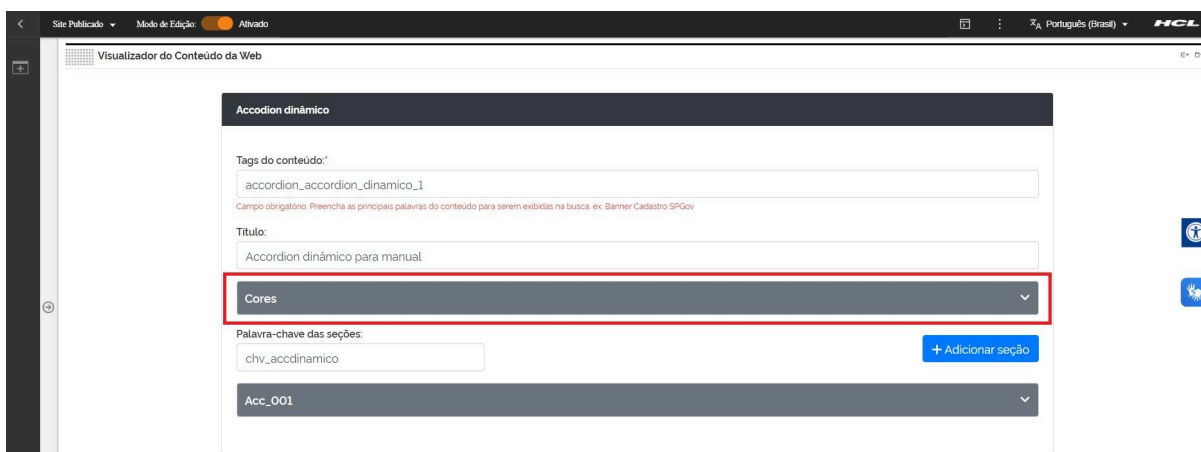 Site Publicado Modo de Edição: Ativado Português (Brasil) HCL
Visualizador do Conteúdo da Web
Accodion dinâmico
Tags do conteúdo:*
accordion_accordion_dinamico_1
Campo obrigatório. Preencha as principais palavras do conteúdo para serem exibidas na busca. ex: Banner Cadastro SPGov
Título:
Accordion dinâmico para manual
Cores
Palavra-chave das seções:
+ Adicionar seção
chv_accdinamico
Acc_001